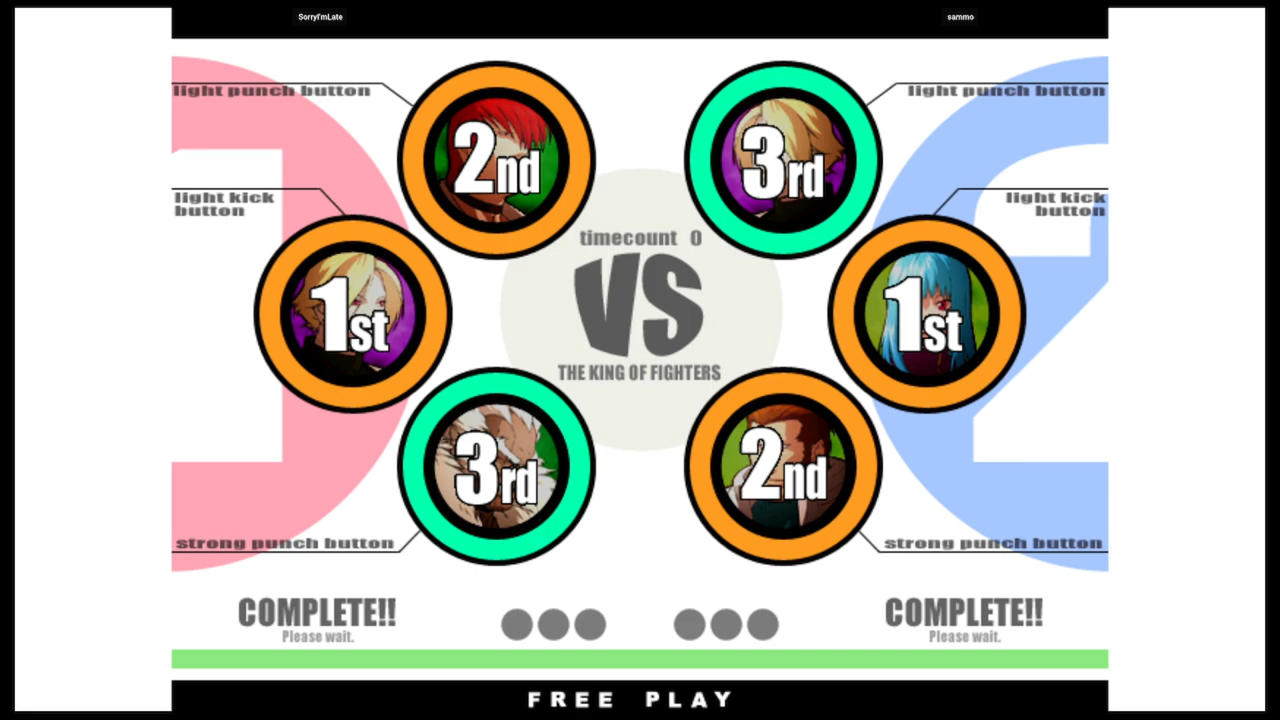 SorryI'mLate
sammo
light punch button
light punch button
2nd
3rd
light kick
button
light kick
button
timecount 0
VS
THE KING OF FIGHTERS
1st
1st
3rd
2nd
strong punch button
strong punch button
COMPLETE!!
Please wait.
COMPLETE!!
Please wait.
FREE PLAY